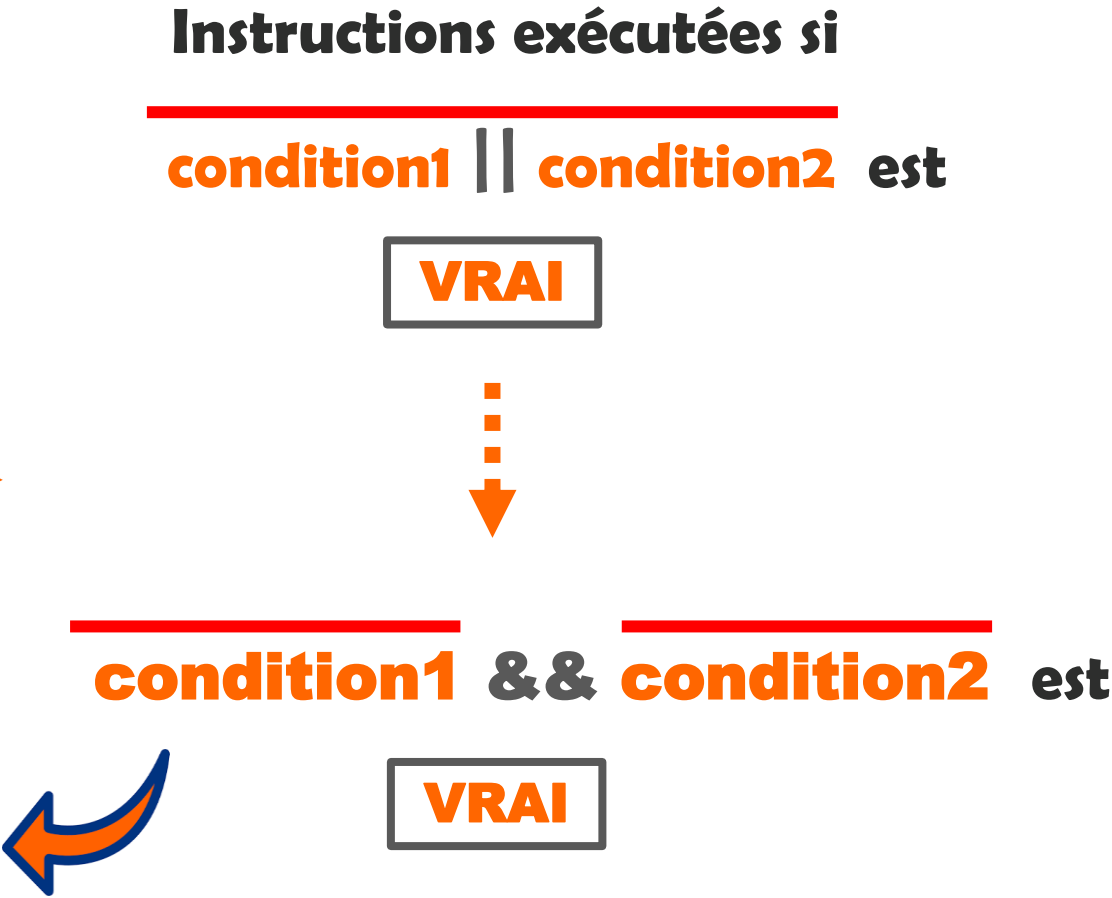 Instructions exécutées si
condition1 || condition2 est
VRAI
condition1 && condition2 est
VRAI